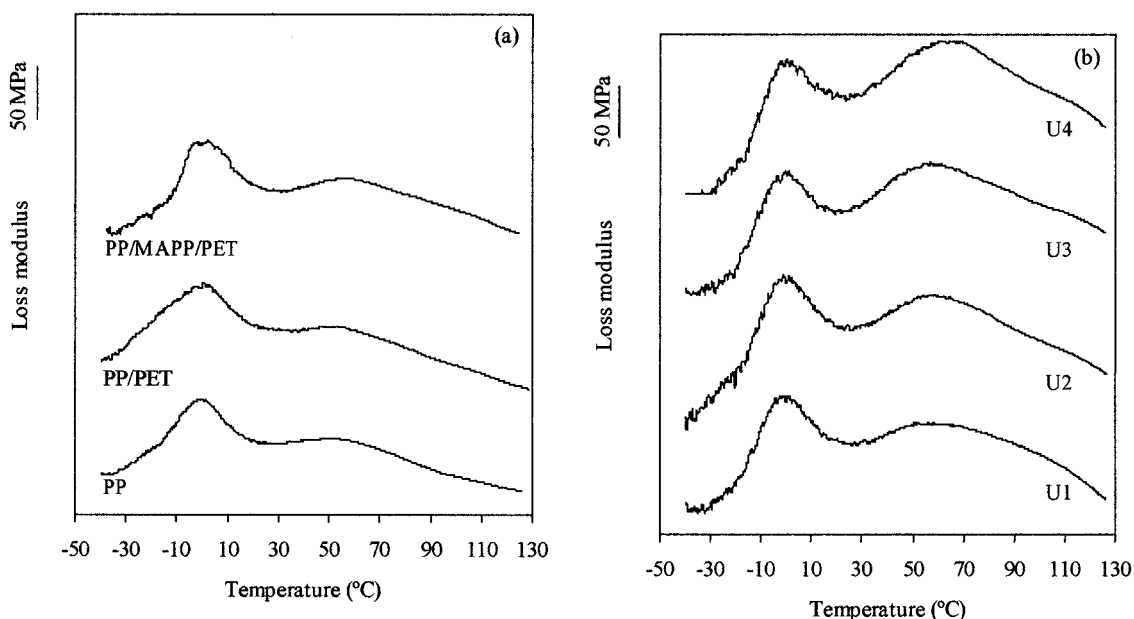 (a)
50 MPa
Loss modulus
PP/MAPP/PET
PP/PET
PP
-50 -30 -10 10 30 50 70 90 110 130
Temperature (ºC)
(b)
50 MPa
Loss modulus
U4
U3
U2
U1
-50 -30 -10 10 30 50 70 90 110 130
Temperature (ºC)